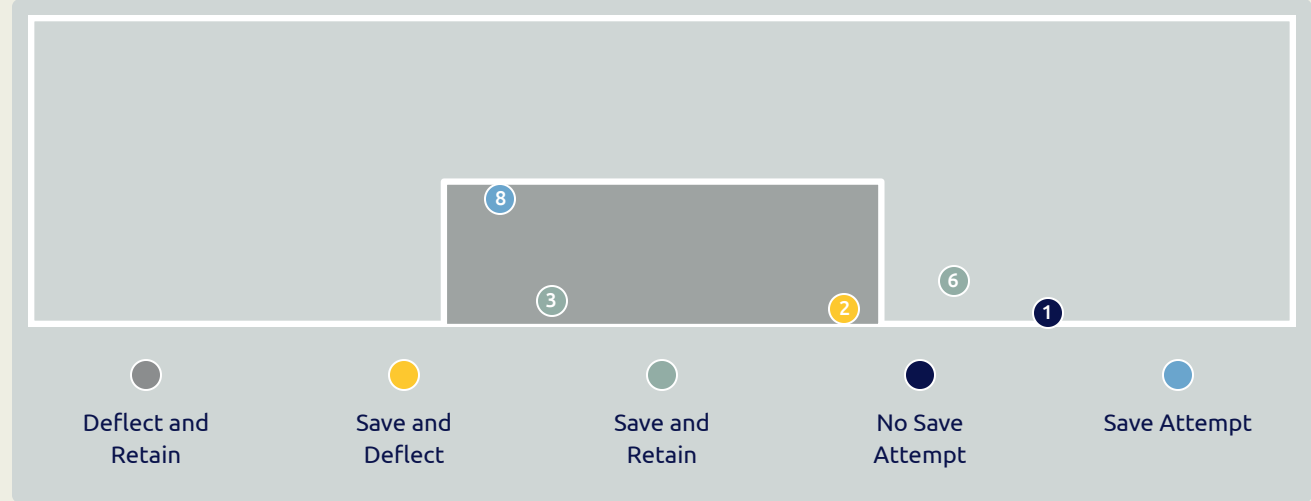 8
6
3
2
1
Deflect and
Retain
Save and
Deflect
Save and
Retain
No Save
Attempt
Save Attempt